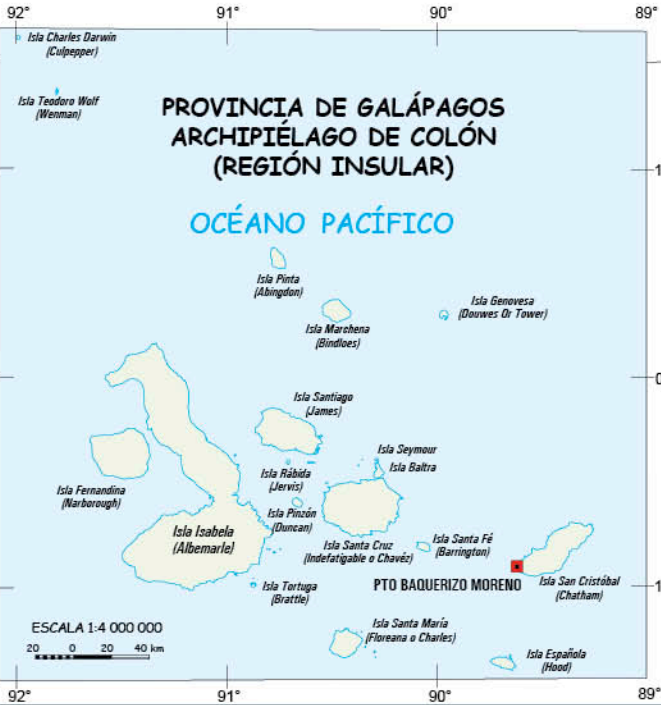 92°
91°
90°
89°
Isla Charles Darwin
(Culpepper)
Isla Teodoro Wolf
(Wenman)
PROVINCIA DE GALÁPAGOS
ARCHIPIÉLAGO DE COLÓN
(REGIÓN INSULAR)
1
OCÉANO PACÍFICO
Isla Pinta
(Abingdon)
Isla Genovesa
(Douwes Or Tower)
Isla Marchena
(Bindloes)
0
Isla Santiago
(James)
Isla Seymour
Isla Baltra
Isla Rábida
(Jervis)
Isla Fernandina
(Narborough)
Isla Pinzón
(Duncan)
Isla Isabela
(Albemarle)
Isla Santa Cruz
(Indefatigable o Chavéz)
Isla Santa Fé
(Barrington)
PTO BAQUERIZO MORENO
Isla San Cristóbal
(Chatham)
1
Isla Tortuga
(Brattle)
Isla Santa María
(Floreana o Charles)
ESCALA 1:4 000 000
20 0 20 40 km
Isla Española
(Hood)
92°
91°
90°
89°